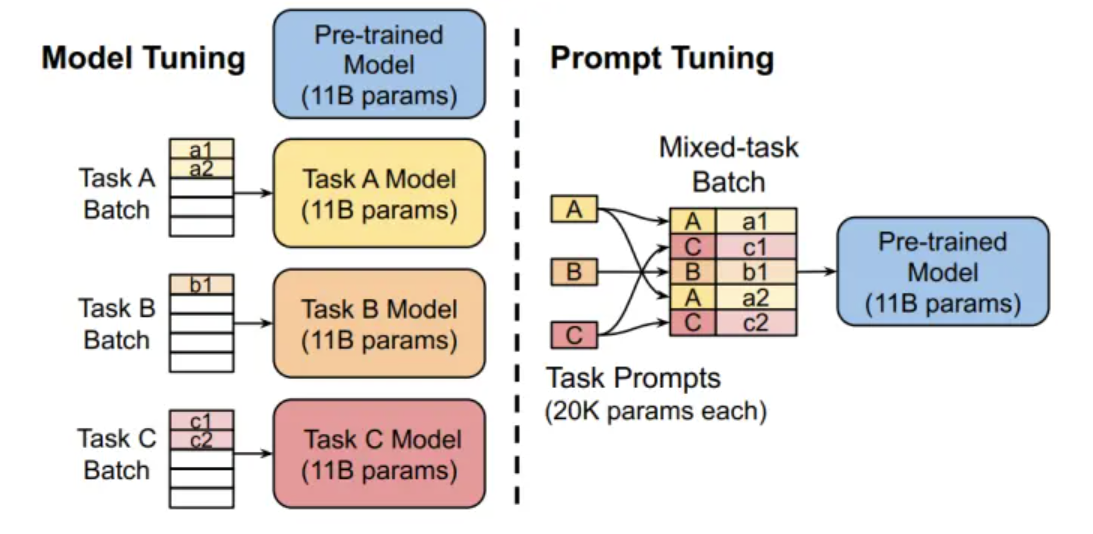 Model Tuning
Pre-trained
Model
(11B params)
Task A
Batch
a1
a2
Task A Model
(11B params)
Task B
Batch
b1
Task B Model
(11B params)
Task C
Batch
c1
c2
Task C Model
(11B params)
Prompt Tuning
Mixed-task
Batch
A
B
C
A a1
C c1
B b1
A a2
C c2
Task Prompts
(20K params each)
Pre-trained
Model
(11B params)